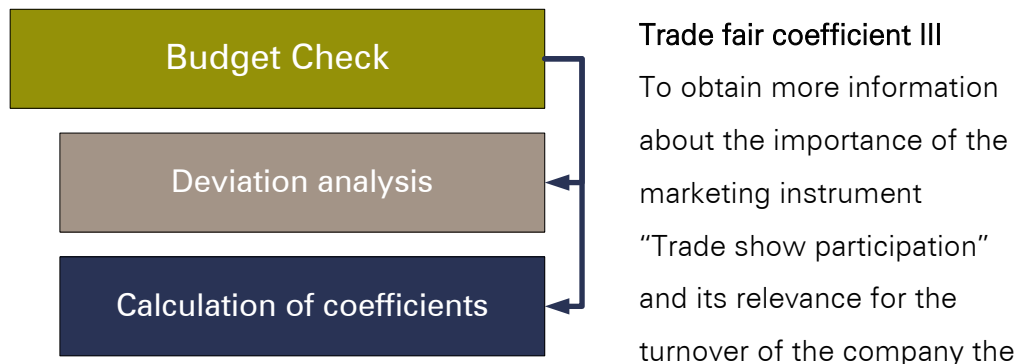 Budget Check
Deviation analysis
Calculation of coefficients
Trade fair coefficient III
To obtain more information
about the importance of the
marketing instrument
“Trade show participation”
and its relevance for the
turnover of the company the